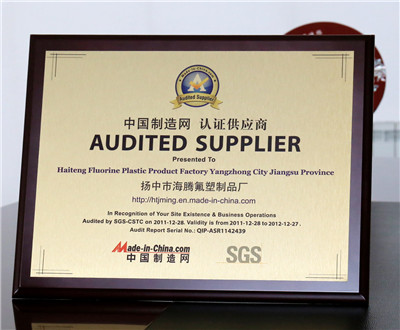 MADE-IN-CHINA.COM
Audited Supplier
中国制造网 认证供应商
AUDITED SUPPLIER
Presented To
Haiteng Fluorine Plastic Product Factory Yangzhong City Jiangsu Province
扬中市海腾氟塑制品厂
http://htjming.en.made-in-china.com/
In Recognition of Your Site Existence & Business Operations
Audited by SGS-CSTC on 2011-12-28. Validity is from 2011-12-28 to 2012-12-27.
Audit Report Serial No.: QIP-ASR1142439
Made-in-China.com
中国制造网
SGS